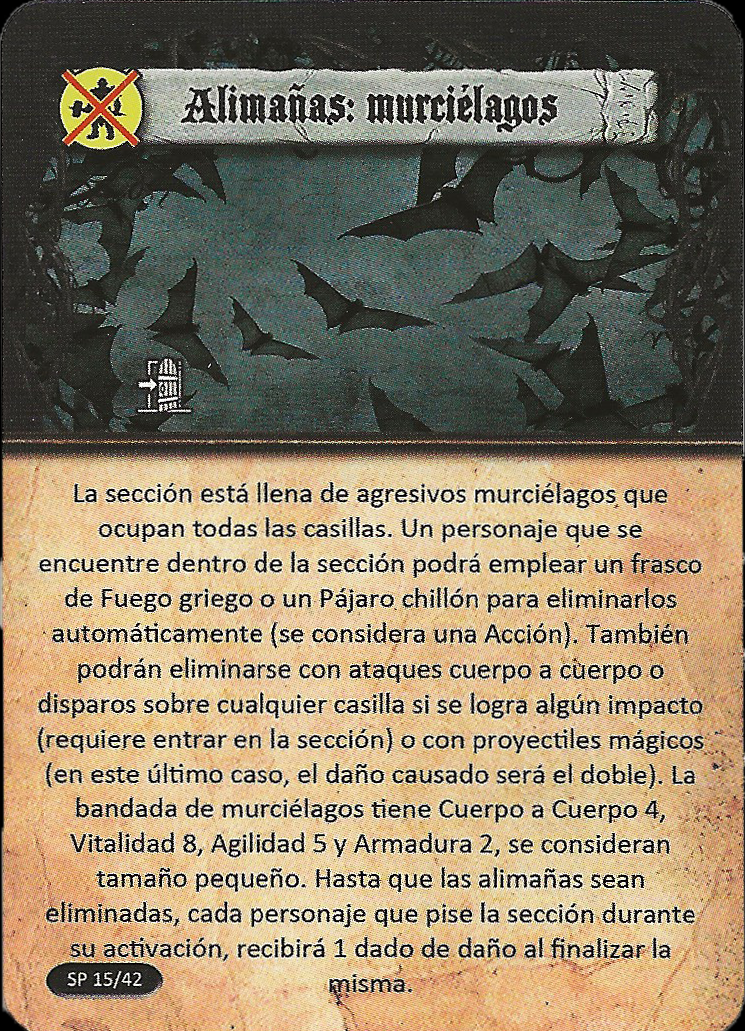 Alimañas: murciélagos
La sección está llena de agresivos murciélagos que
ocupan todas las casillas. Un personaje que se
encuentre dentro de la sección podrá emplear un frasco
de Fuego griego o un Pájaro chillón para eliminarlos
automáticamente (se considera una Acción). También
podrán eliminarse con ataques cuerpo a cuerpo o
disparos sobre cualquier casilla si se logra algún impacto
(requiere entrar en la sección) o con proyectiles mágicos
(en este último caso, el daño causado será el doble). La
bandada de murciélagos tiene Cuerpo a Cuerpo 4,
Vitalidad 8, Agilidad 5 y Armadura 2, se consideran
tamaño pequeño. Hasta que las alimañas sean
eliminadas, cada personaje que pise la sección durante
su activación, recibirá 1 dado de daño al finalizar la
misma.
SP 15/42